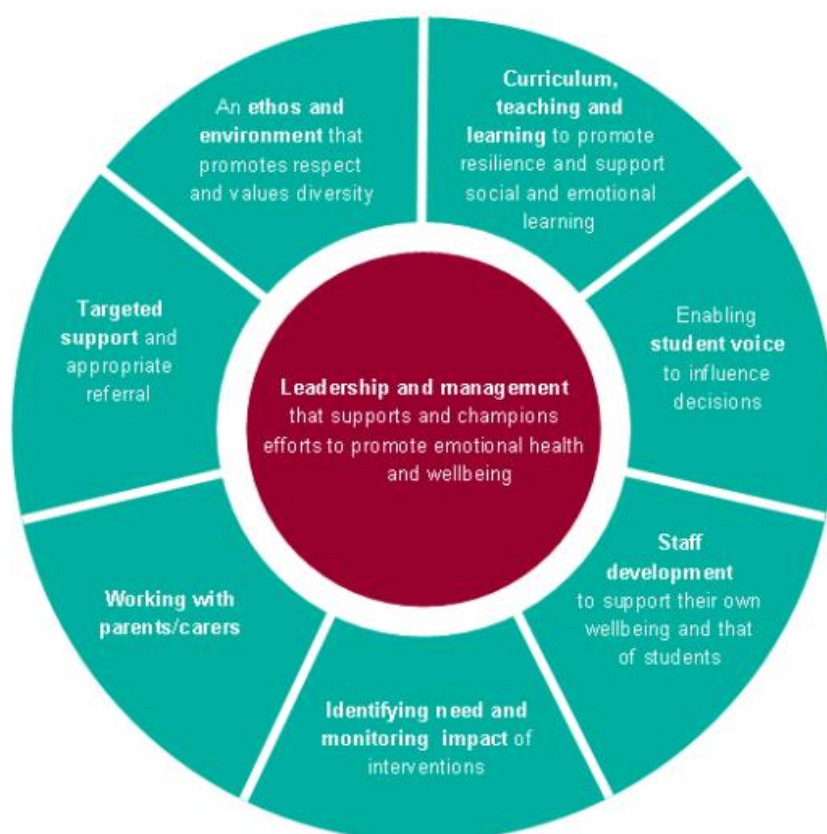 An ethos and
environment that
promotes respect
and values diversity
Curriculum,
teaching and
learning to promote
resilience and support
social and emotional
learning
Enabling
student voice
to influence
decisions
Staff
development
to support their own
wellbeing and that
of students
Identifying need and
monitoring impact of
interventions
Working with
parents/carers
Targeted
support and
appropriate
referral
Leadership and management
that supports and champions
efforts to promote emotional health
and wellbeing